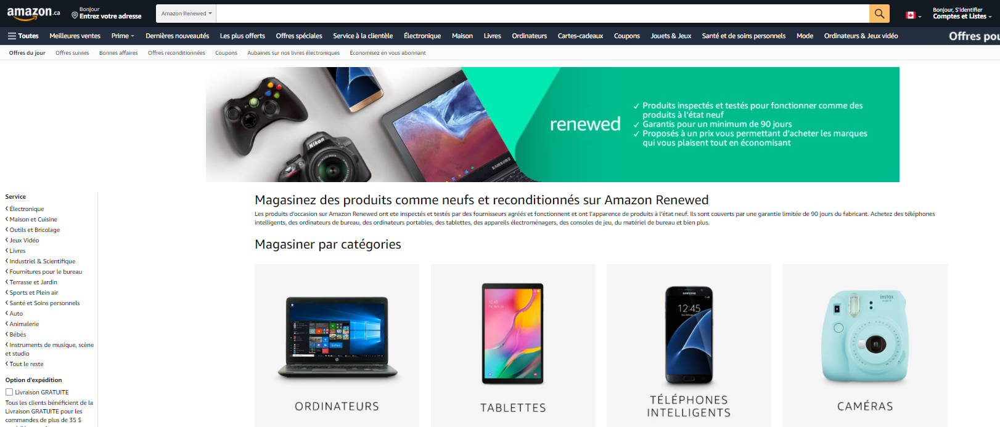 amazon.ca
Bonjour
Entrez votre adresse
Amazon Renewed
Bonjour, S'identifier
Comptes et Listes
Toutes
Meilleures ventes
Prime
Dernières nouveautés
Les plus offerts
Offres spéciales
Service à la clientèle
Électronique
Maison
Livres
Ordinateurs
Cartes-cadeaux
Coupons
Jouets & Jeux
Santé et de soins personnels
Mode
Ordinateurs & Jeux vidéo
Offres pou
Offres du jour
Offres suivies
Bonnes affaires
Offres reconditionnées
Coupons
Aubaines sur nos livres électroniques
Économisez en vous abonnant
Nikon
SAMSUNG
renewed
✓ Produits inspectés et testés pour fonctionner comme des
produits à l'état neuf
✓ Garantis pour un minimum de 90 jours
✓ Proposés à un prix vous permettant d'acheter les marques
qui vous plaisent tout en économisant
Service
Électronique
Maison et Cuisine
Outils et Bricolage
Jeux Vidéo
Livres
Industriel & Scientifique
Fournitures pour le bureau
Terrasse et Jardin
Sports et Plein air
Santé et Soins personnels
Auto
Animalerie
Bébés
Instruments de musique, scène
et studio
Tout le reste
Option d'expédition
Livraison GRATUITE
Tous les clients bénéficient de la
Livraison GRATUITE pour les
commandes de plus de 35 $
Magasinez des produits comme neufs et reconditionnés sur Amazon Renewed
Les produits d'occasion sur Amazon Renewed ont ete inspectés et testés par des fournisseurs agréés et fonctionnent et ont l'apparence de produits à l'état neuf. Ils sont couverts par une garantie limitée de 90 jours du fabricant. Achetez des téléphones
intelligents, des ordinateurs de bureau, des ordinateurs portables, des tablettes, des appareils électroménagers, des consoles de jeu, du matériel de bureau et bien plus.
Magasiner par catégories
ORDINATEURS
TABLETTES
SAMSUNG
12:45
TÉLÉPHONES
INTELLIGENTS
instax
CAMÉRAS